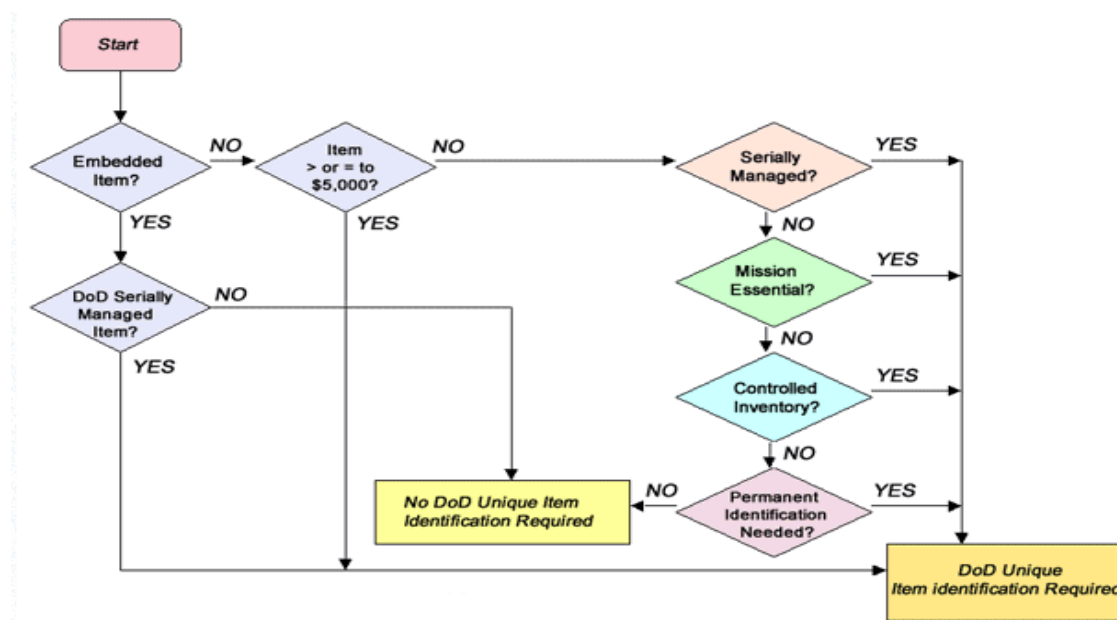 Start
Embedded
Item?
NO
Item
> or = to
$5,000?
NO
Serially
Managed?
YES
YES
YES
NO
DoD Serially
Managed
Item?
NO
Mission
Essential?
YES
YES
NO
Controlled
Inventory?
YES
NO
No DoD Unique Item
Identification Required
NO
Permanent
Identification
Needed?
YES
DoD Unique
Item identification Required